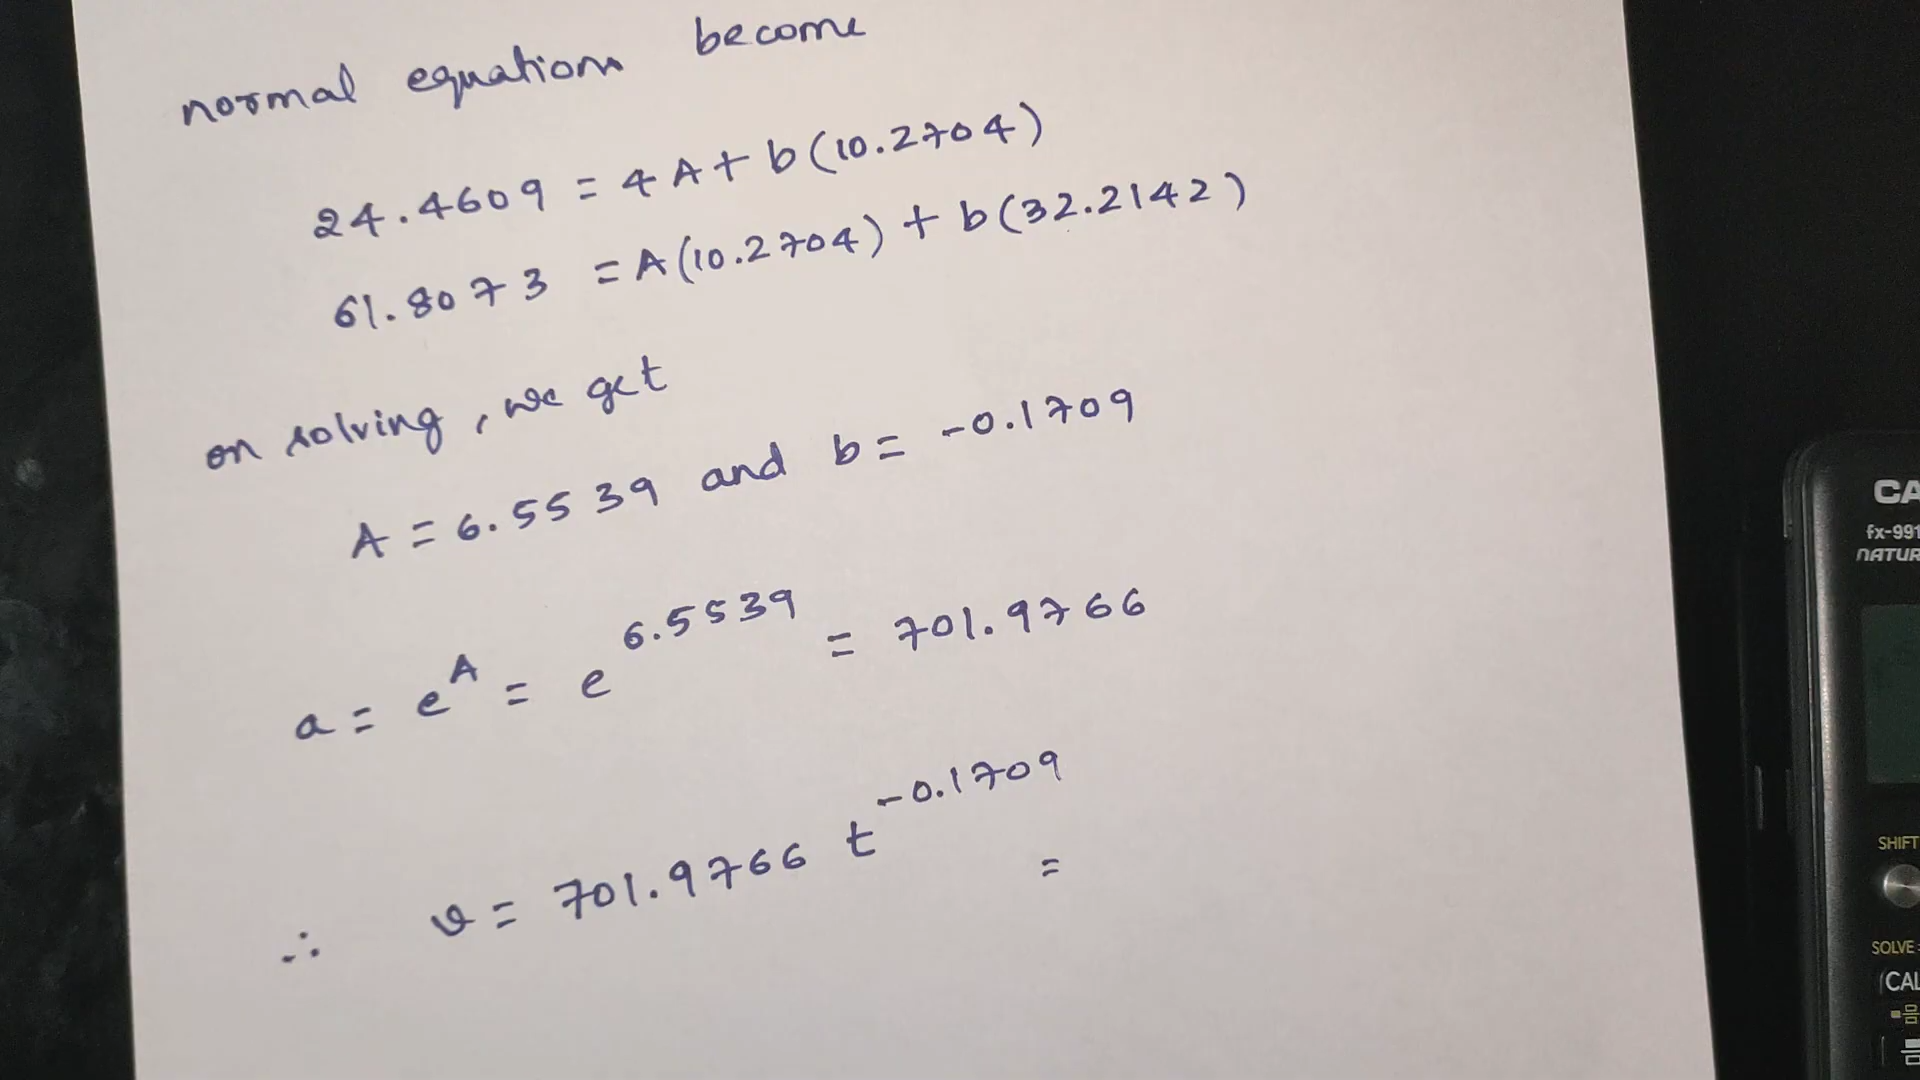 normal equations become
24.4609 = 4A + b(10.2704)
61.8073 = A(10.2704) + b(32.2142)
on solving, we get
A = 6.5539 and b = -0.1709
a = e^A = e^6.5539 = 701.9766
∴ v = 701.9766 t^-0.1709
=
CA
fx-991
NATUR
SHIFT
SOLVE =
CAL